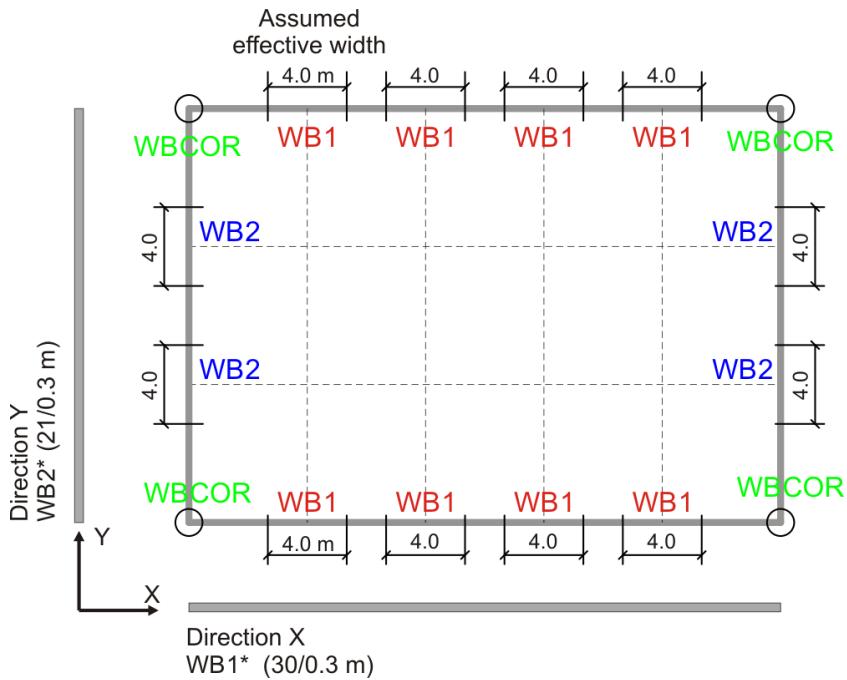 Assumed
effective width
4.0 m 4.0 4.0 4.0
WBCOR WB1 WB1 WB1 WB1 WBCOR
4.0 WB2 WB2 4.0
4.0 WB2 WB2 4.0
WBCOR WB1 WB1 WB1 WB1 WBCOR
4.0 m 4.0 4.0 4.0
Direction Y
WB2* (21/0.3 m)
Y
X
Direction X
WB1* (30/0.3 m)